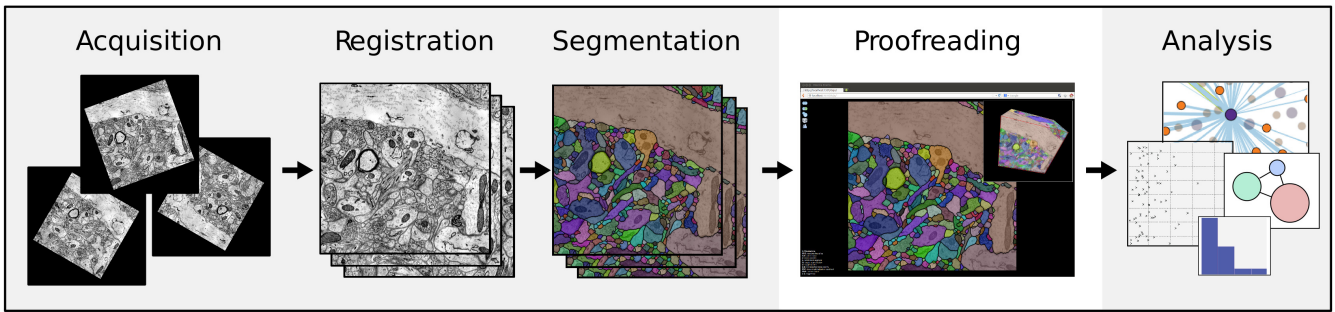 Acquisition
Registration
Segmentation
Proofreading
Analysis